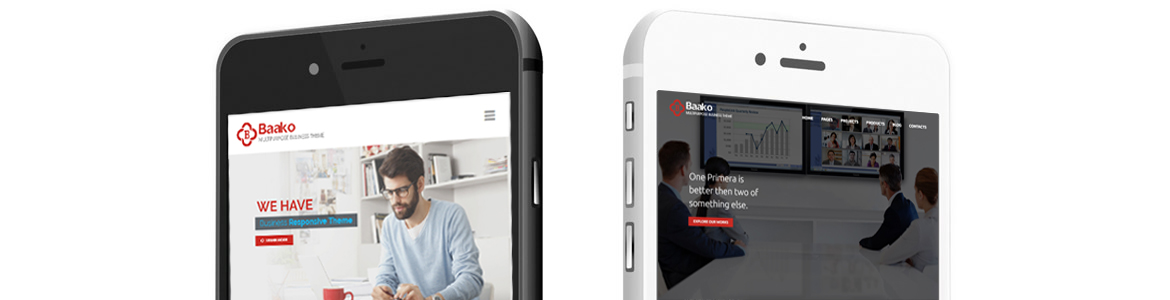 Baako
MULTIPURPOSE BUSINESS THEME
WE HAVE
Business Responsive Theme
Baako
MULTIPURPOSE BUSINESS THEME
HOME PAGES PROJECTS PRODUCTS BLOG CONTACTS
One Primera is
better then two of
something else.
EXPLORE OUR WORKS